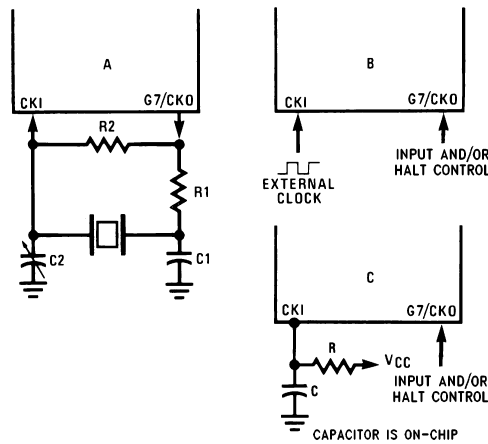 A
CKI
G7/CKO
R2
R1
C2
C1
B
CKI
G7/CKO
EXTERNAL
CLOCK
INPUT AND/OR
HALT CONTROL
C
CKI
G7/CKO
R
VCC
C
INPUT AND/OR
HALT CONTROL
CAPACITOR IS ON-CHIP